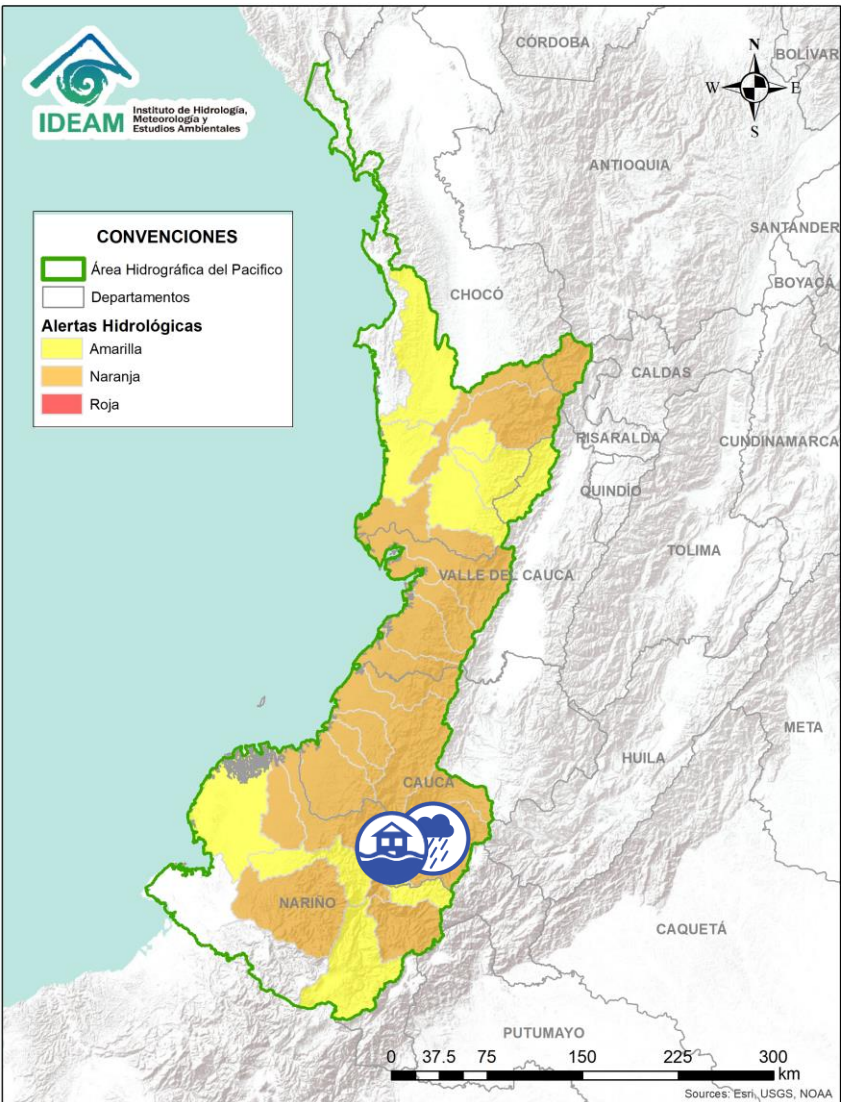 IDEAM
Instituto de Hidrología,
Meteorología y
Estudios Ambientales
N
W
E
S
CONVENCIONES
Área Hidrográfica del Pacifico
Departamentos
Alertas Hidrológicas
Amarilla
Naranja
Roja
CÓRDOBA
BOLÍVAR
ANTIOQUIA
SANTANDER
BOYACÁ
CHOCÓ
CALDAS
RISARALDA
CUNDINAMARCA
QUINDÍO
TOLIMA
VALLE DEL CAUCA
META
HUILA
CAUCA
NARIÑO
CAQUETÁ
PUTUMAYO
0 37.5 75 150 225 300
km
Sources: Esri, USGS, NOAA